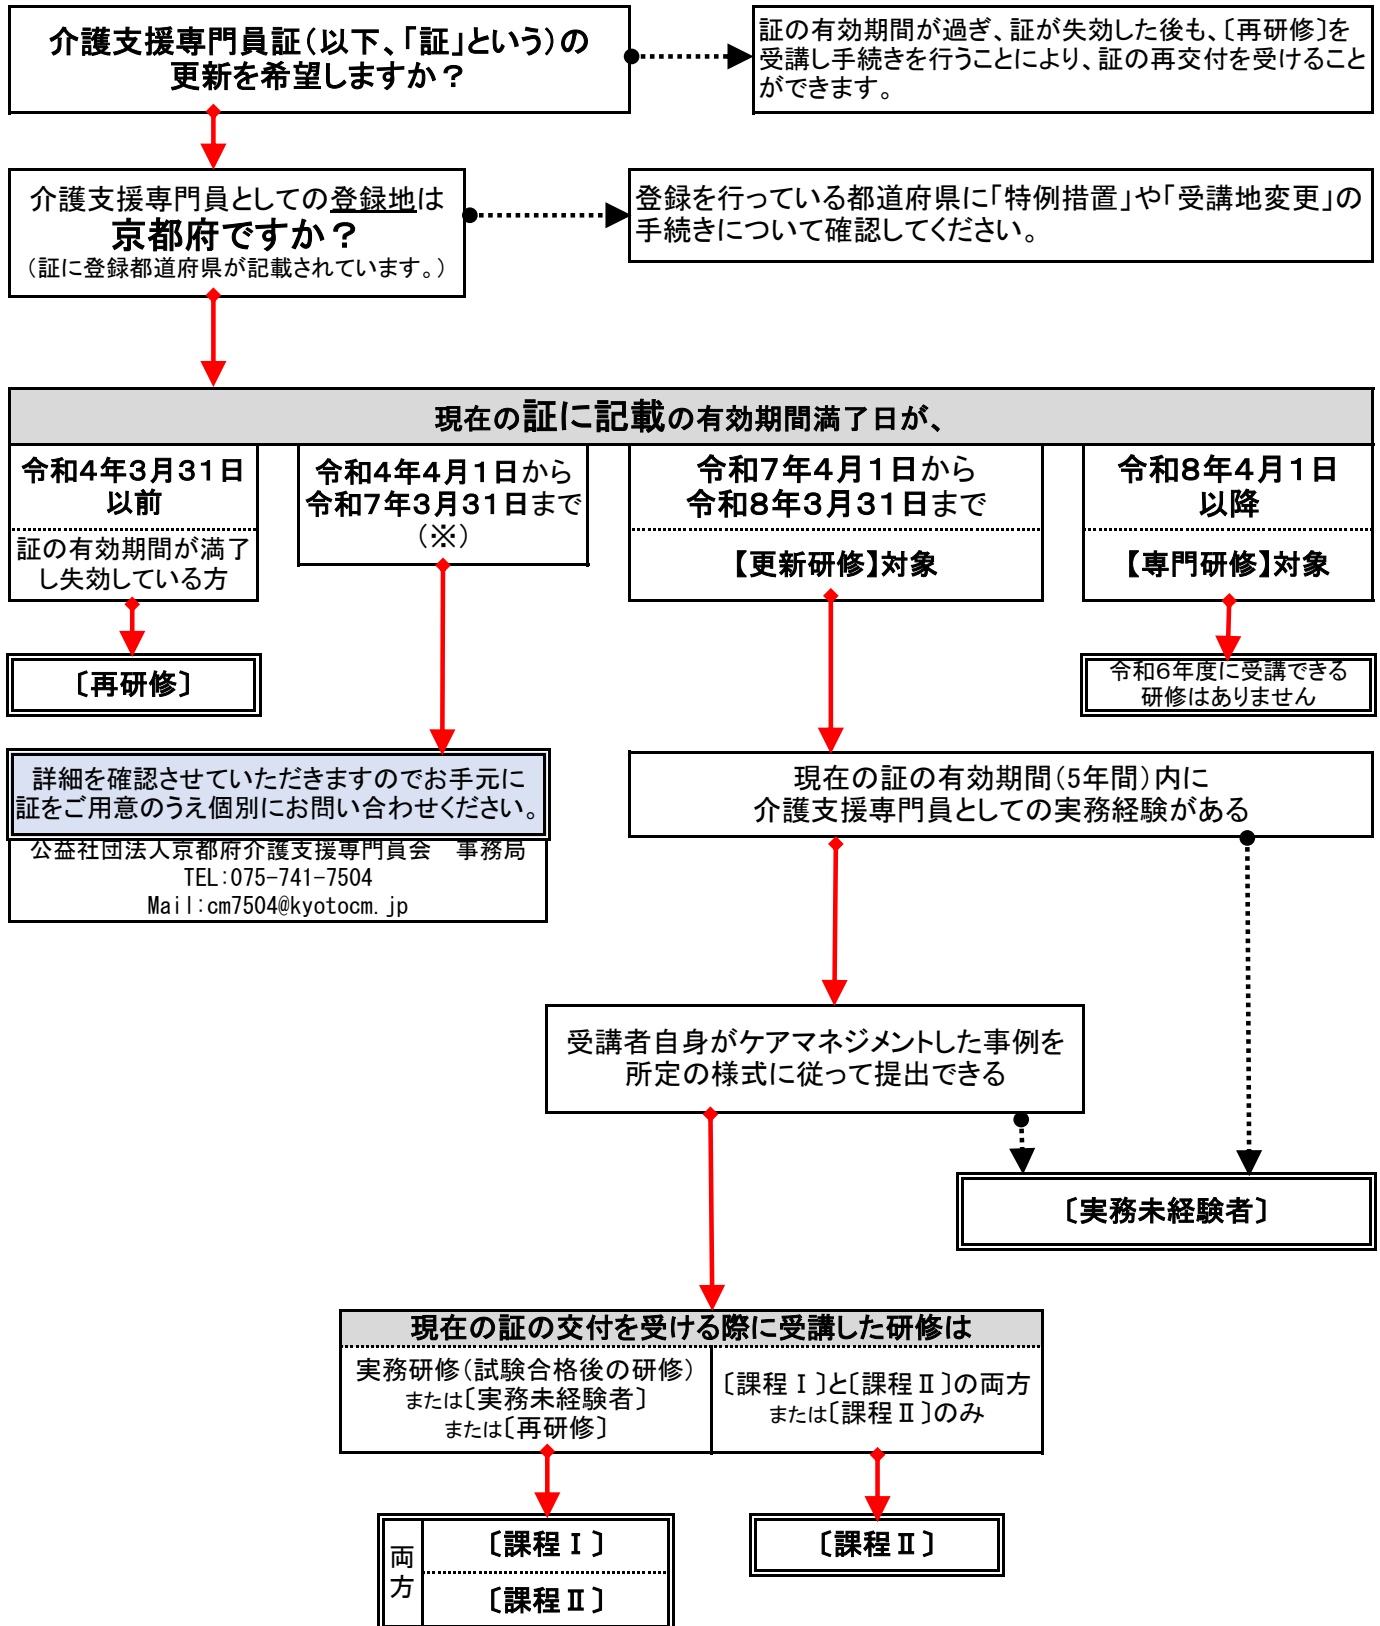 介護支援専門員証(以下、「証」という)の
更新を希望しますか？
証の有効期間が過ぎ、証が失効した後も、〔再研修〕を
受講し手続きを行うことにより、証の再交付を受けること
ができます。
介護支援専門員としての登録地は
京都府ですか？
(証に登録都道府県が記載されています。)
登録を行っている都道府県に「特例措置」や「受講地変更」の
手続きについて確認してください。
現在の証に記載の有効期間満了日が、
令和4年3月31日
以前
証の有効期間が満了
し失効している方
令和4年4月1日から
令和7年3月31日まで
(※)
令和7年4月1日から
令和8年3月31日まで
【更新研修】対象
令和8年4月1日
以降
【専門研修】対象
〔再研修〕
令和6年度に受講できる
研修はありません
詳細を確認させていただきますのでお手元に
証をご用意のうえ個別にお問い合わせください。
公益社団法人京都府介護支援専門員会　事務局
TEL:075-741-7504
Mail:cm7504@kyotocm.jp
現在の証の有効期間(5年間)内に
介護支援専門員としての実務経験がある
受講者自身がケアマネジメントした事例を
所定の様式に従って提出できる
〔実務未経験者〕
現在の証の交付を受ける際に受講した研修は
実務研修(試験合格後の研修)
または〔実務未経験者〕
または〔再研修〕
〔課程Ⅰ〕と〔課程Ⅱ〕の両方
または〔課程Ⅱ〕のみ
両方
〔課程Ⅰ〕
〔課程Ⅱ〕
〔課程Ⅱ〕